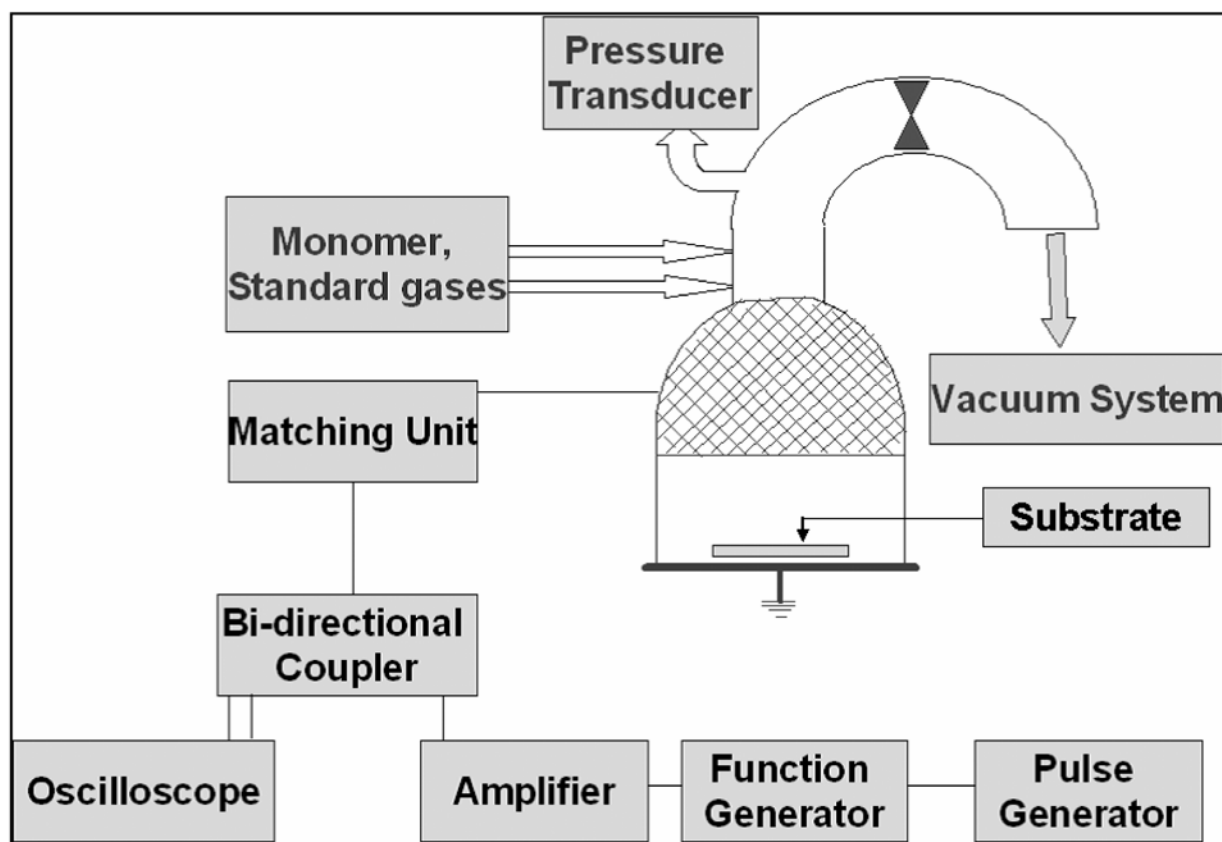 Pressure
Transducer
Monomer,
Standard gases
Matching Unit
Vacuum System
Substrate
Bi-directional
Coupler
Oscilloscope
Amplifier
Function
Generator
Pulse
Generator